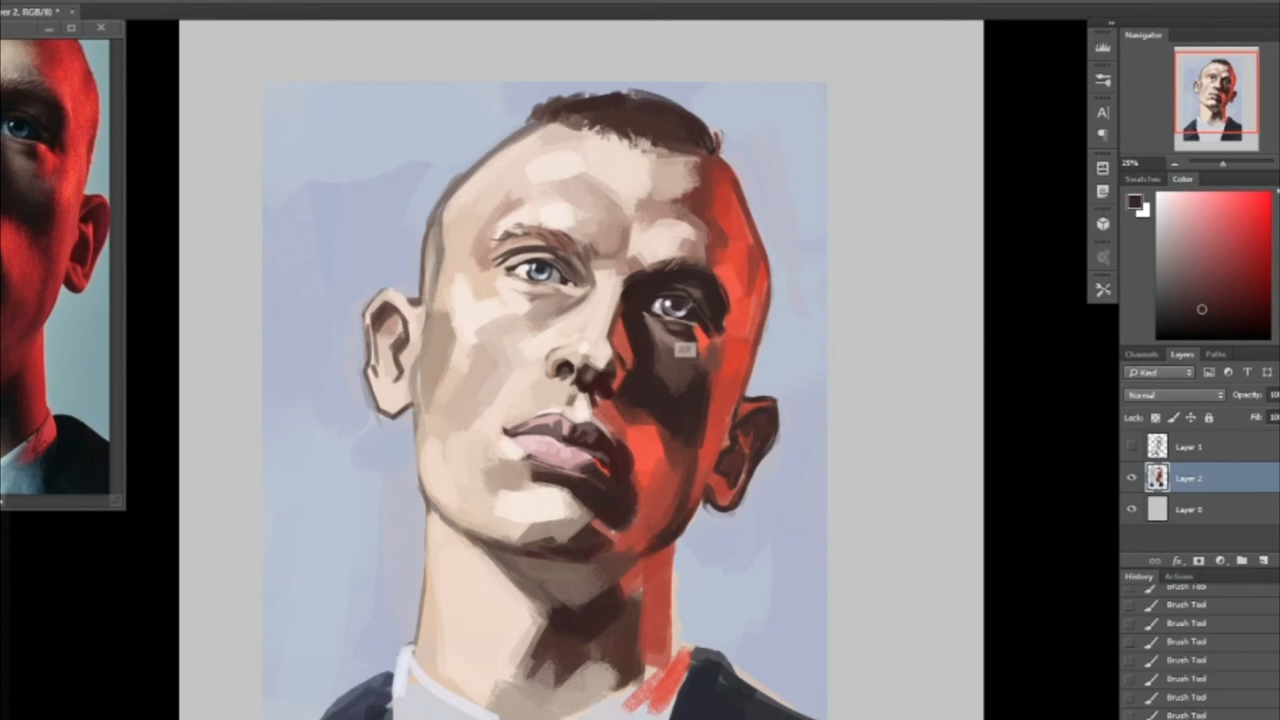 er 2, RGB/8) *
Navigator
25%
Swatches
Color
Alt
Channels
Layers
Paths
Kind
Normal
Opacity:
Lock:
Fill:
Layer 1
Layer 2
Layer 0
History
Actions
Brush Tool
Brush Tool
Brush Tool
Brush Tool
Brush Tool
Brush Tool
Brush Tool
Brush Tool